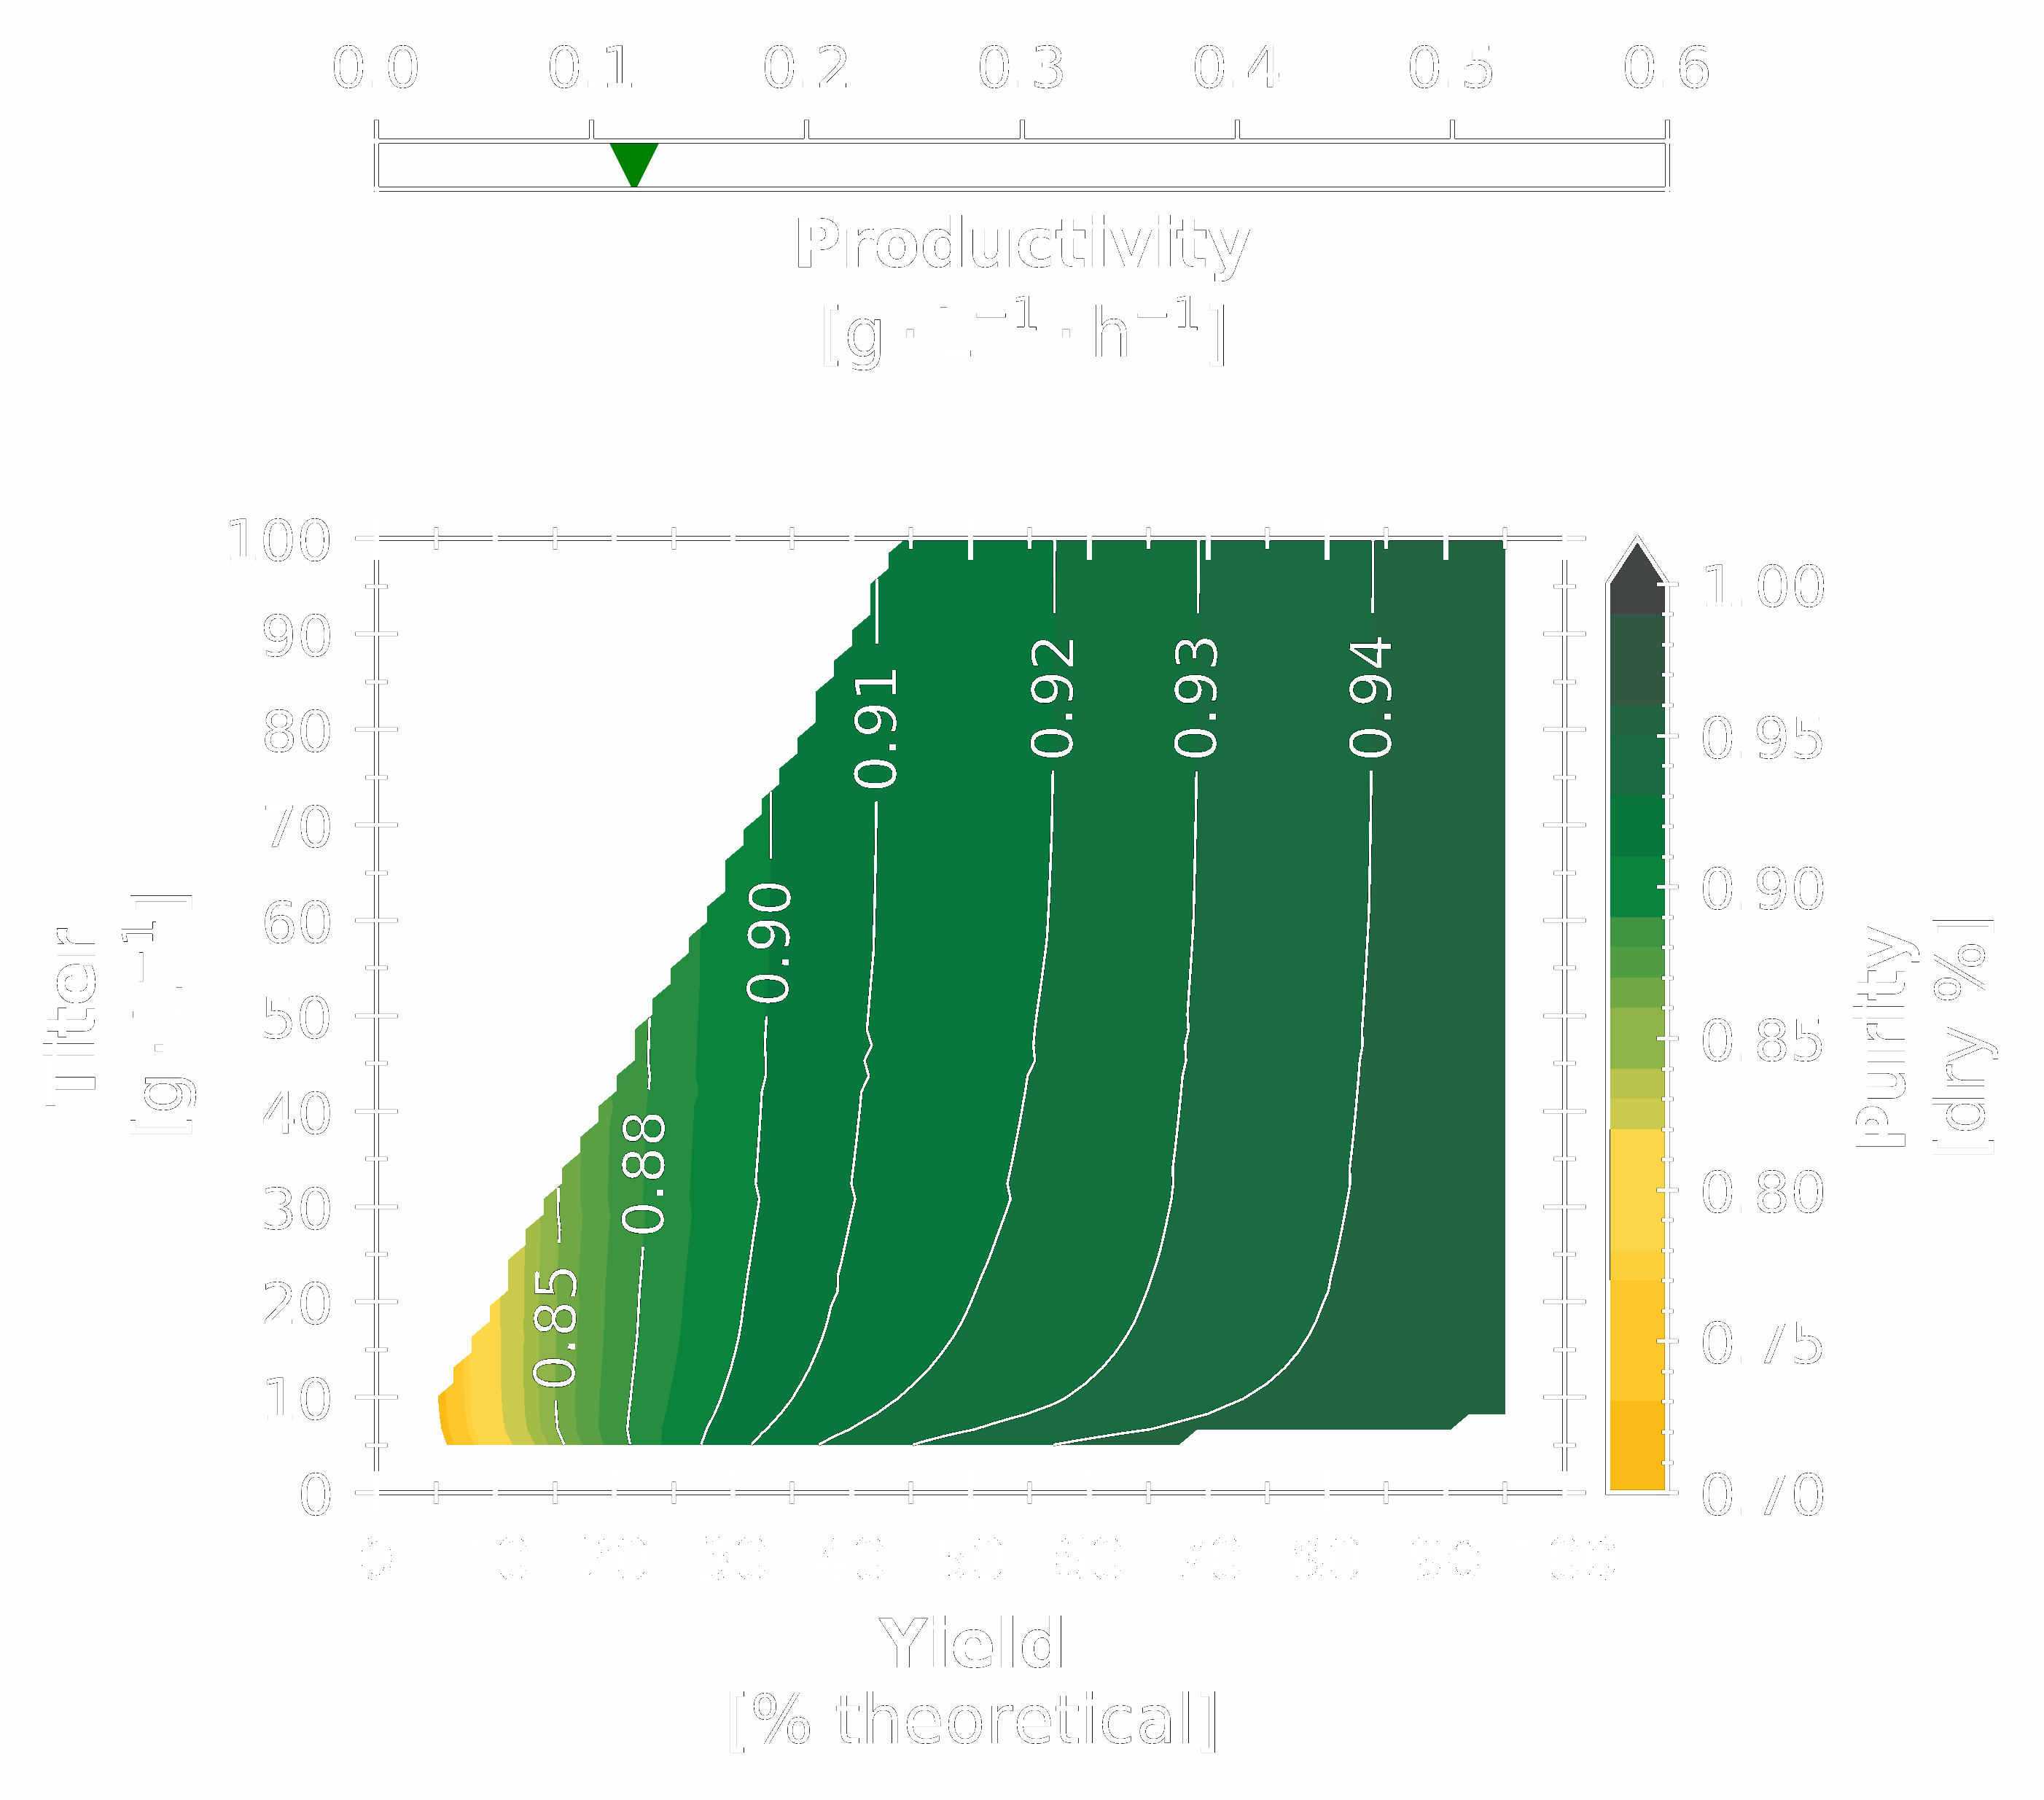 0.0 0.1 0.2 0.3 0.4 0.5 0.6
Productivity
[g·L⁻¹·h⁻¹]
100
90
80
70
60
50
40
30
20
10
0
Titer
[g·L⁻¹]
0.85
0.88
0.90
0.91
0.92
0.93
0.94
1.00
0.95
0.90
0.85
0.80
0.75
0.70
Purity
[dry %]
0 10 20 30 40 50 60 70 80 90 100
Yield
[% theoretical]